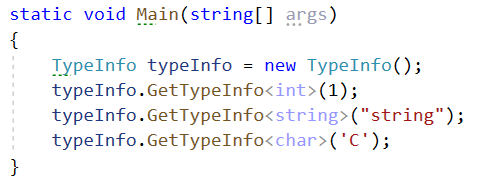 static void Main(string[] args)
{
    TypeInfo typeInfo = new TypeInfo();
    typeInfo.GetTypeInfo<int>(1);
    typeInfo.GetTypeInfo<string>("string");
    typeInfo.GetTypeInfo<char>('C');
}